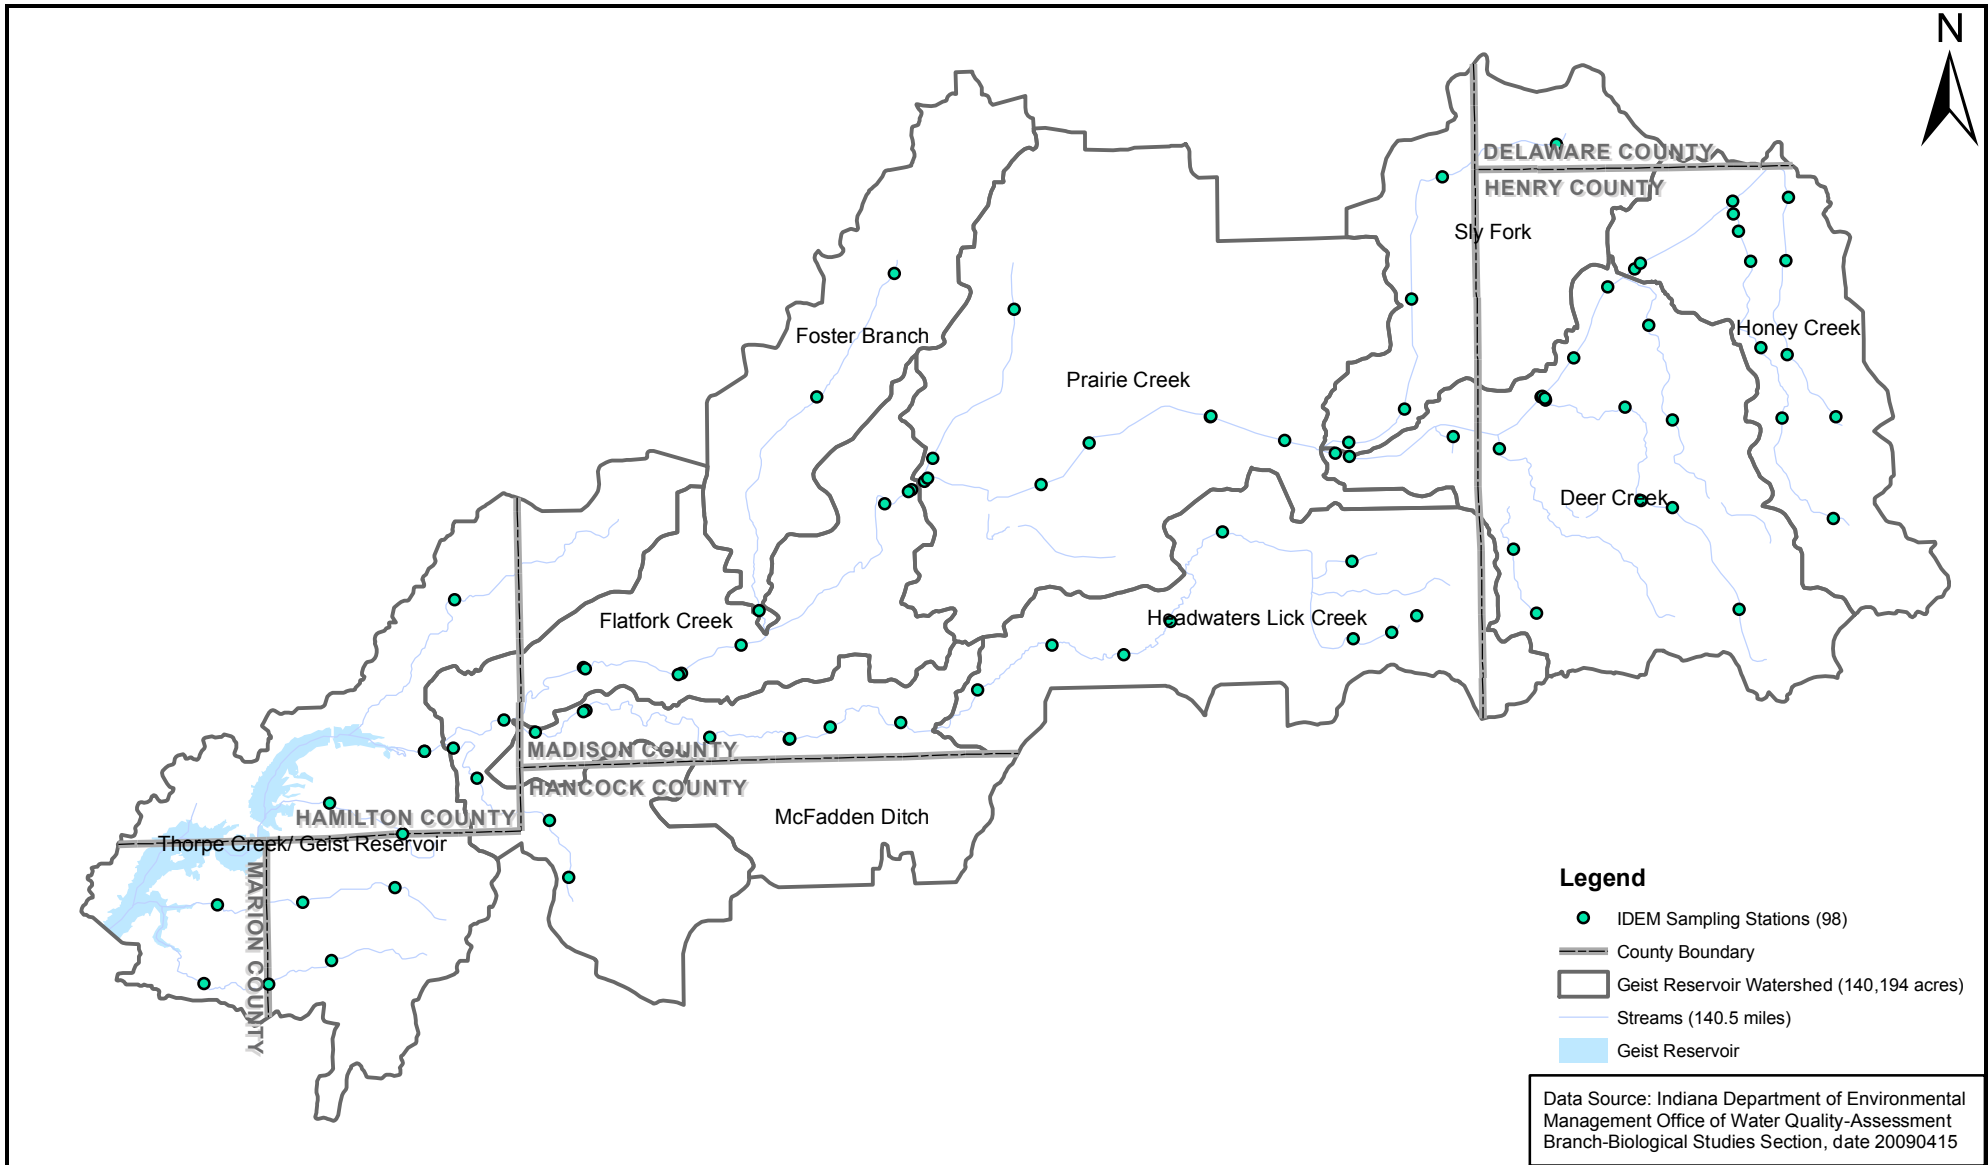 N
DELAWARE COUNTY
HENRY COUNTY
Sly Fork
Foster Branch
Honey Creek
Prairie Creek
Deer Creek
Flatfork Creek
Headwaters Lick Creek
MADISON COUNTY
HANCOCK COUNTY
HAMILTON COUNTY
McFadden Ditch
Thorpe Creek/ Geist Reservoir
MARION COUNTY
Legend
IDEM Sampling Stations (98)
County Boundary
Geist Reservoir Watershed (140,194 acres)
Streams (140.5 miles)
Geist Reservoir
Data Source: Indiana Department of Environmental
Management Office of Water Quality-Assessment
Branch-Biological Studies Section, date 20090415